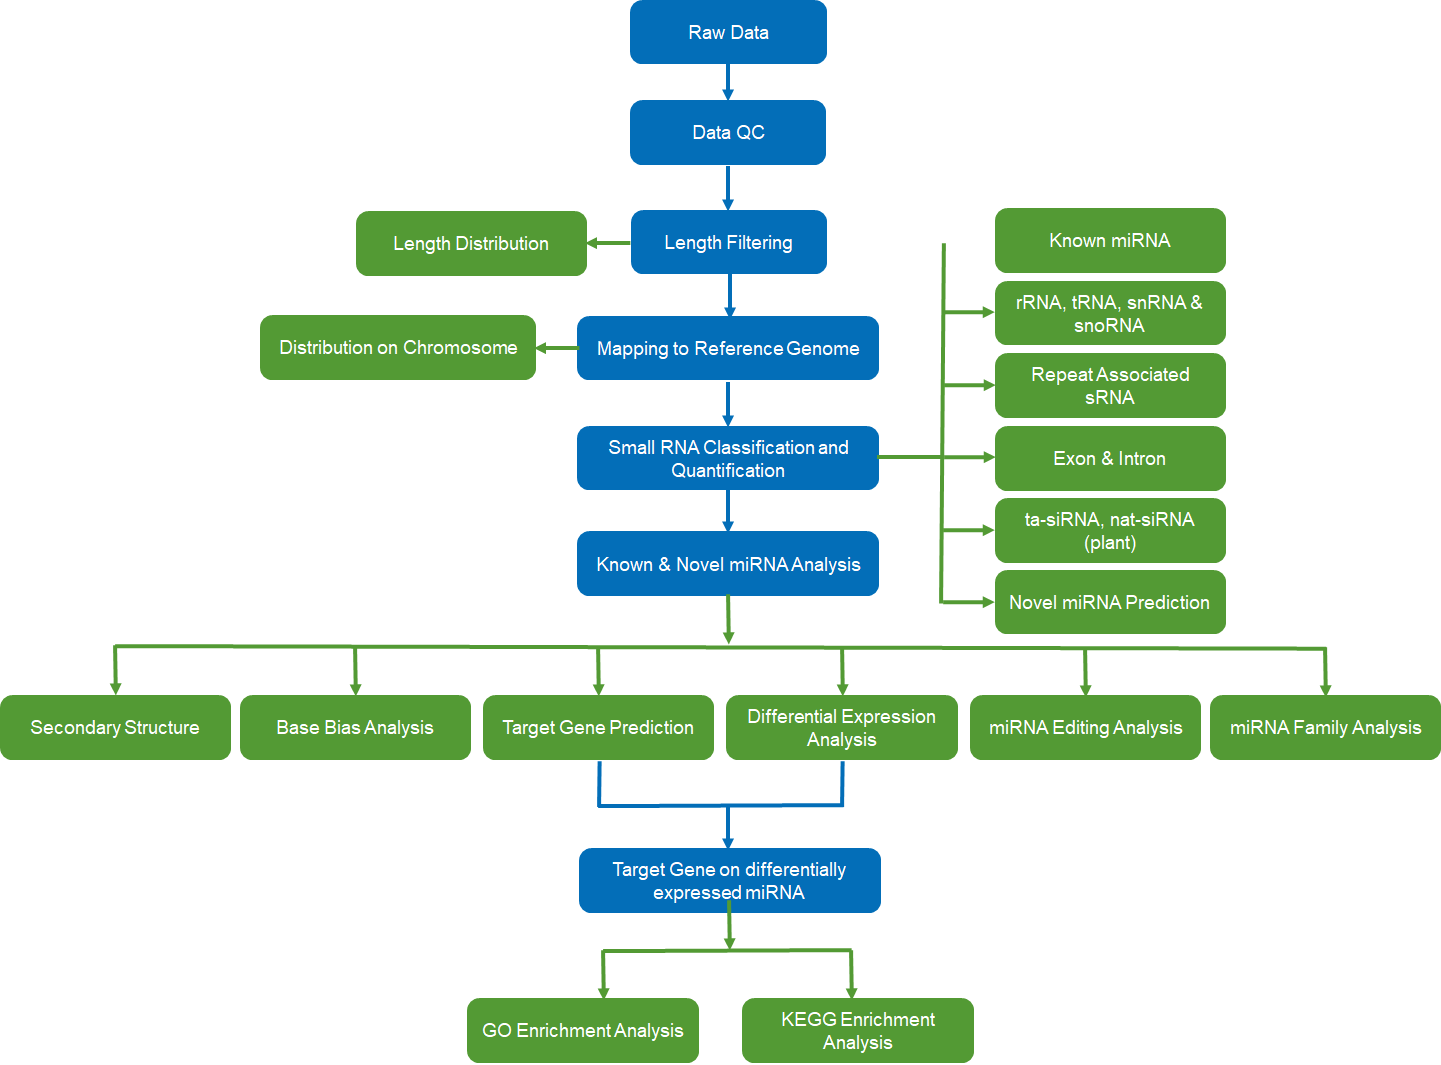 Raw Data
Data QC
Length Filtering
Length Distribution
Mapping to Reference Genome
Distribution on Chromosome
Small RNA Classification and
Quantification
Known miRNA
rRNA, tRNA, snRNA &
snoRNA
Repeat Associated
sRNA
Exon & Intron
ta-siRNA, nat-siRNA
(plant)
Novel miRNA Prediction
Known & Novel miRNA Analysis
Secondary Structure
Base Bias Analysis
Target Gene Prediction
Differential Expression
Analysis
miRNA Editing Analysis
miRNA Family Analysis
Target Gene on differentially
expressed miRNA
GO Enrichment Analysis
KEGG Enrichment
Analysis